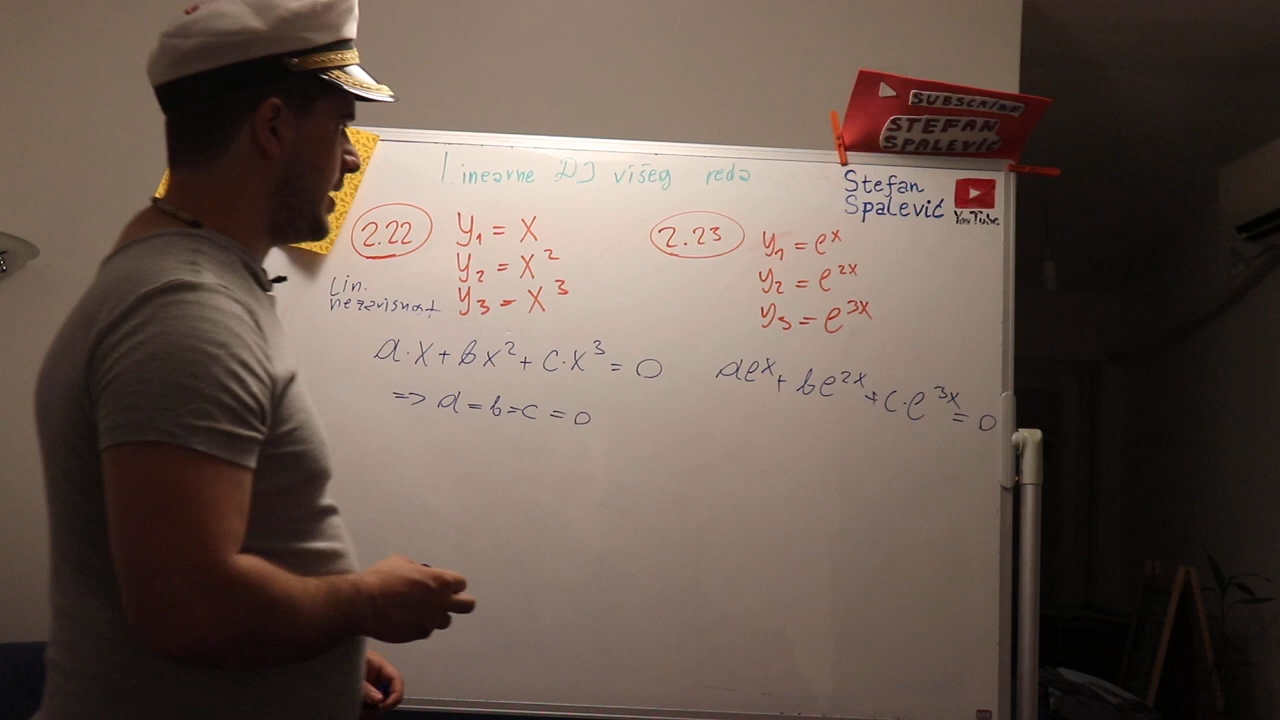 SUBSCRIBE
STEFAN
SPALEVIĆ
Linearne DJ višeg reda
Stefan
Spalević
YouTube
2.22
y₁ = x
y₂ = x²
y₃ = x³
Lin.
nezavisnost
a·x + bx² + c·x³ = 0
=> a = b = c = 0
2.23
y₁ = eˣ
y₂ = e²ˣ
y₃ = e³ˣ
aeˣ + be²ˣ + c·e³ˣ = 0